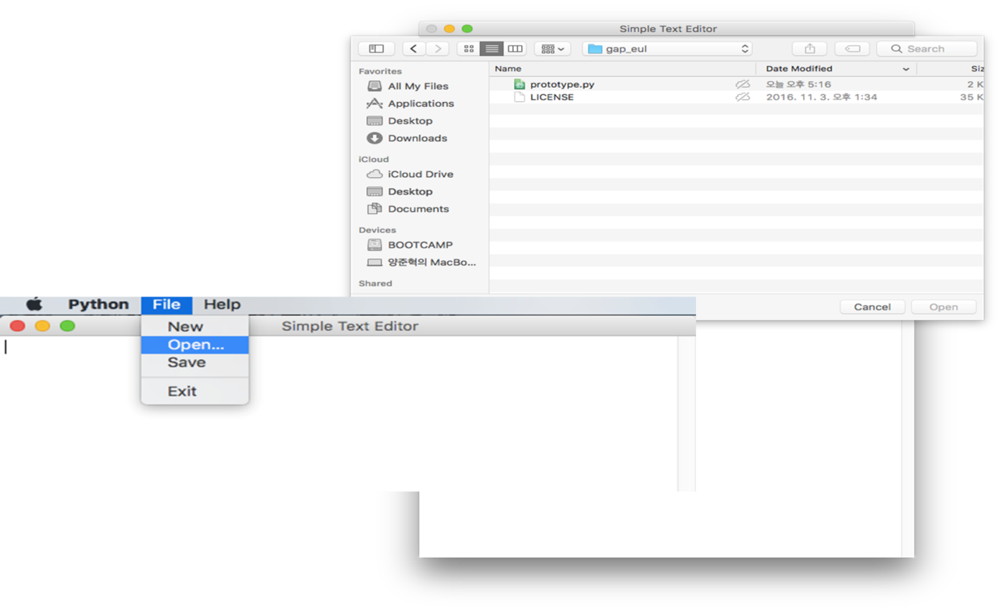 Simple Text Editor
gap_eul
Search
Favorites
All My Files
Applications
Desktop
Downloads
iCloud
iCloud Drive
Desktop
Documents
Devices
BOOTCAMP
양준혁의 MacBo...
Shared
Name Date Modified Siz
prototype.py 오늘 오후 5:16 2 K
LICENSE 2016. 11. 3. 오후 1:34 35 K
Cancel Open
Python File Help
Simple Text Editor
New
Open...
Save
Exit